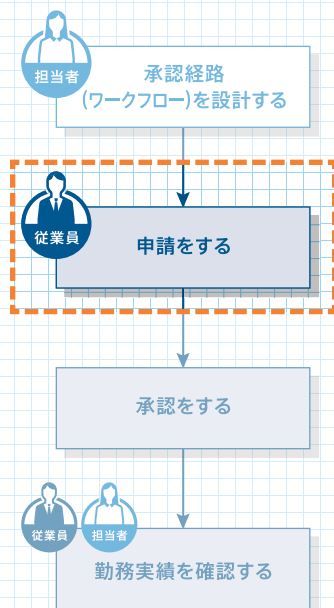 担当者
承認経路
(ワークフロー)を設計する
従業員
申請をする
承認をする
従業員
担当者
勤務実績を確認する